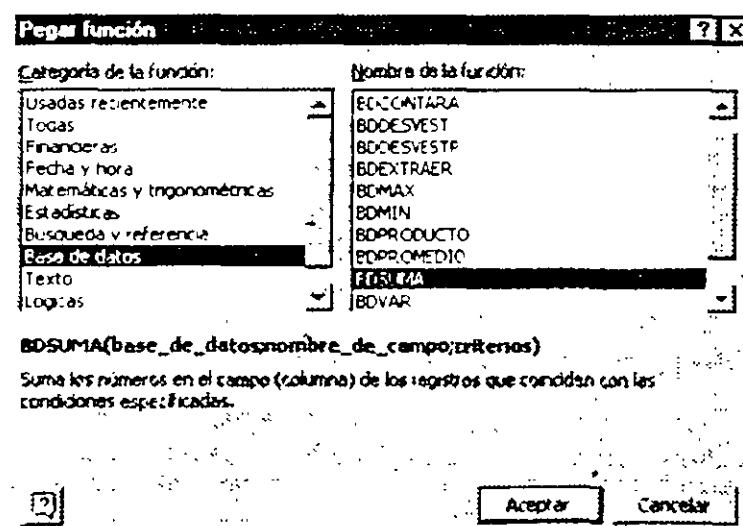 Pegar función
Categoría de la función:
Nombre de la función:
Usadas recientemente
Todas
Financieras
Fecha y hora
Matemáticas y trigonométricas
Estadísticas
Búsqueda y referencia
Base de datos
Texto
Lógicas
BDCONTARA
BDDESVEST
BDDESVESTP
BDEXTRAER
BDMAX
BDMIN
BDPRODUCTO
BDPROMEDIO
BDSUMA
BDVAR
BDSUMA(base_de_datos;nombre_de_campo;criterios)
Suma los números en el campo (columna) de los registros que coincidan con las
condiciones especificadas.
Aceptar
Cancelar